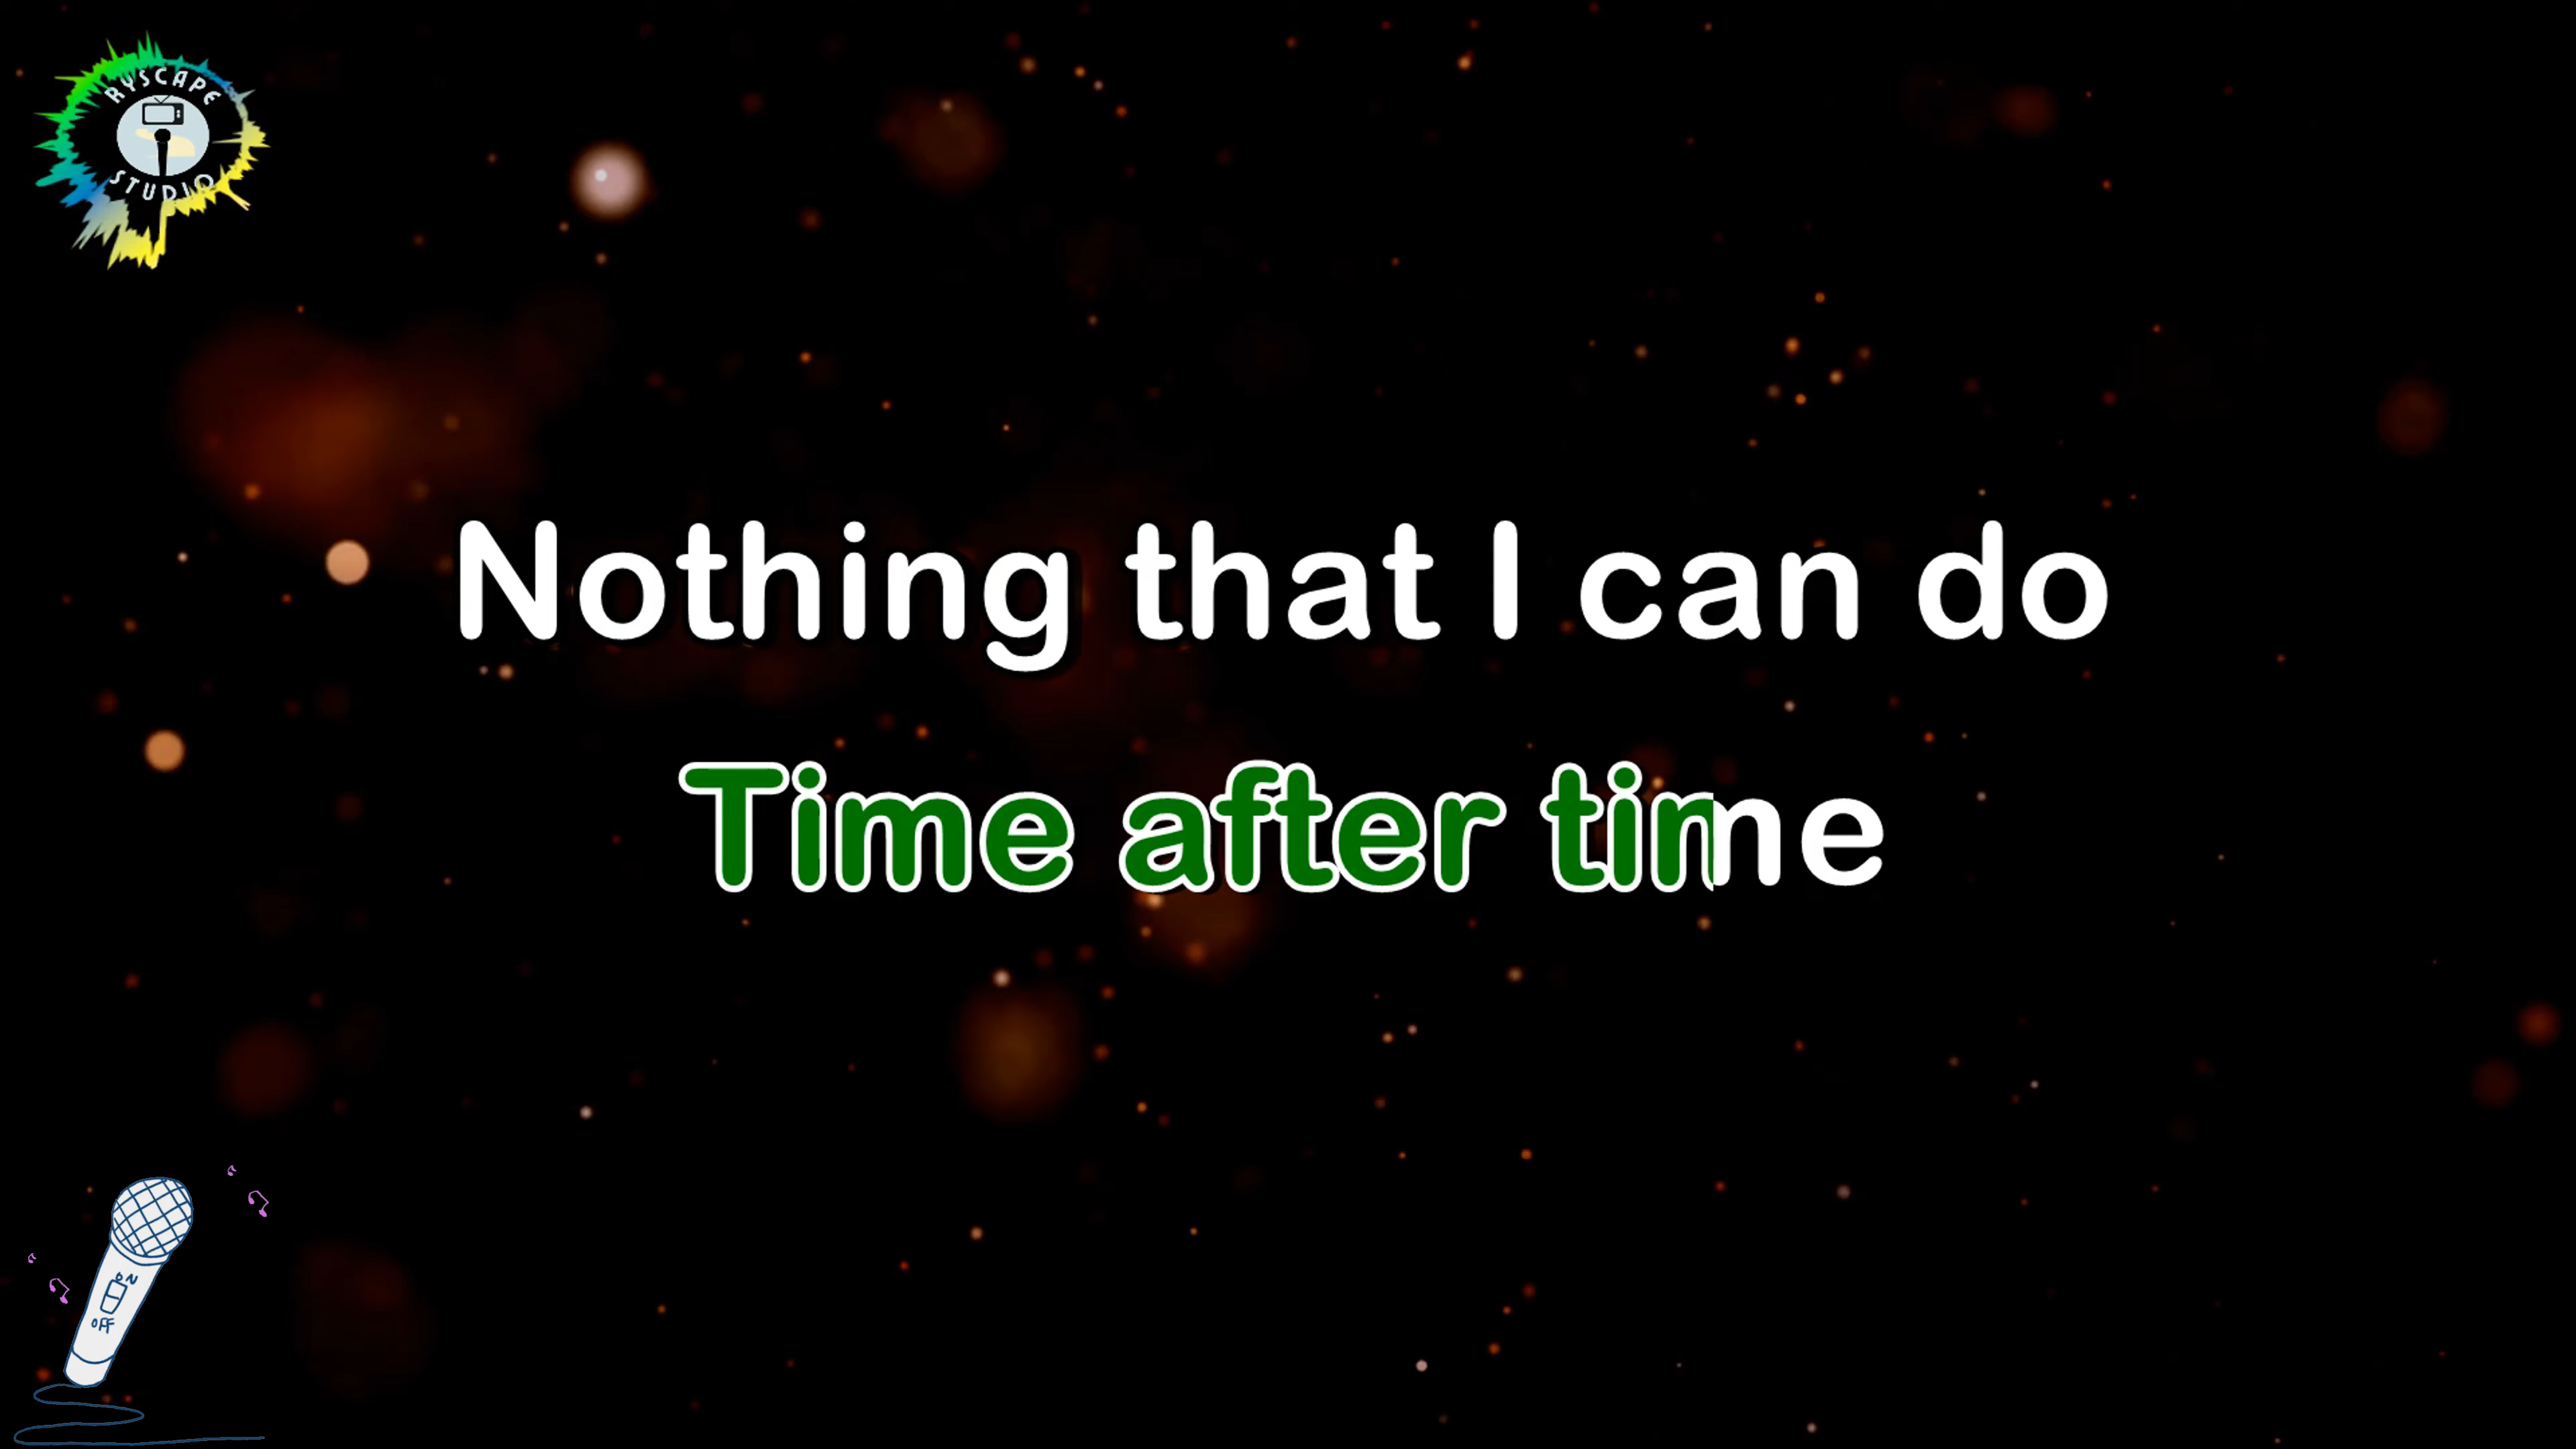 RYSCAPE
STUDIO
Nothing that I can do
Time after time
ON
OFF